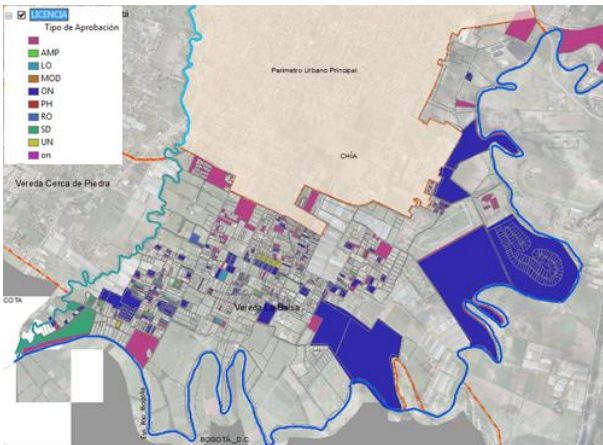 LICENCIA
Tipo de Aprobación
AMP
LO
MOD
ON
PH
RO
SD
UN
on
Perimetro Urbano Principal
CHÍA
Vereda Cerca de Piedra
Vereda La Balsa
COTA
BOGOTÁ_D.C.